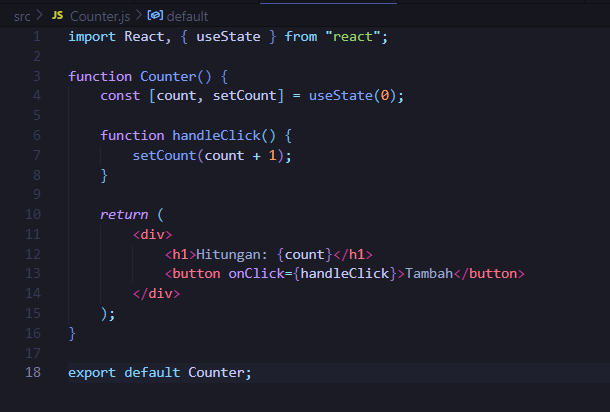 src > JS Counter.js > default
1 import React, { useState } from "react";
2
3 function Counter() {
4     const [count, setCount] = useState(0);
5
6     function handleClick() {
7         setCount(count + 1);
8     }
9
10     return (
11         <div>
12             <h1>Hitungan: {count}</h1>
13             <button onClick={handleClick}>Tambah</button>
14         </div>
15     );
16 }
17
18 export default Counter;